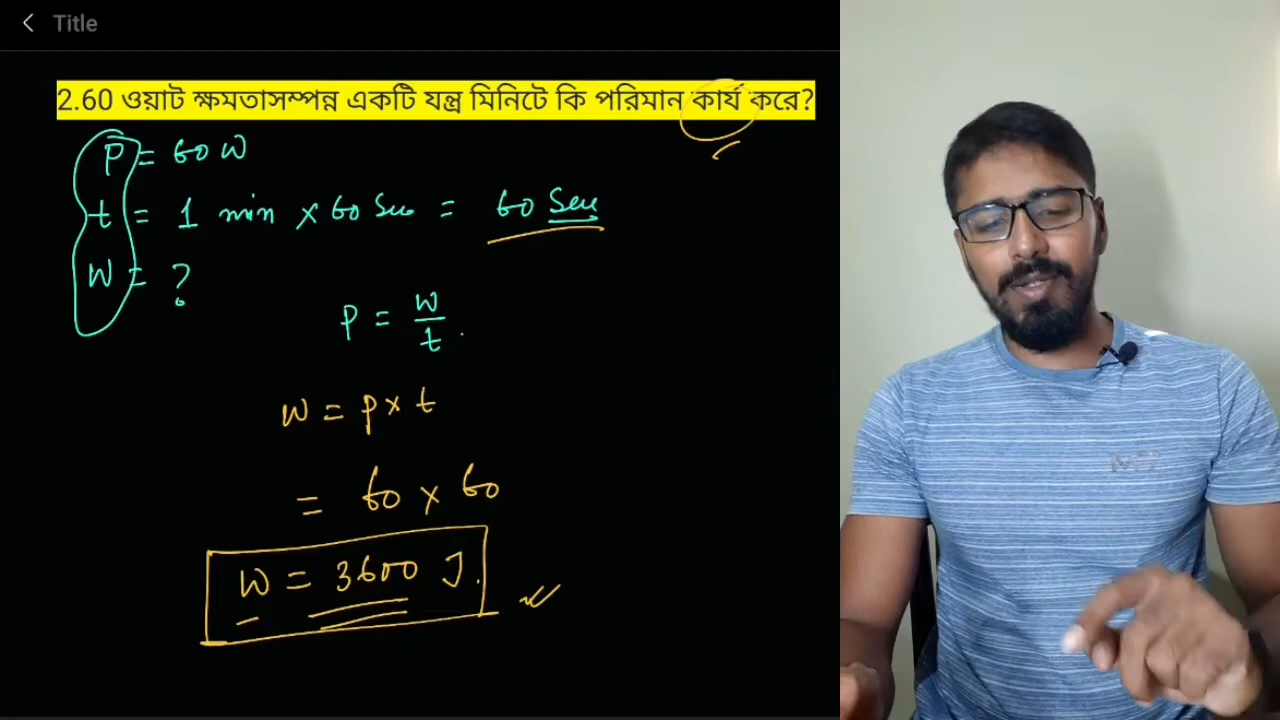 Title
2.60 ওয়াট ক্ষমতাসম্পন্ন একটি যন্ত্র মিনিটে কি পরিমান কার্য করে?
P = 60 W
t = 1 min × 60 Sec = 60 Sec
W = ?
P = W/t.
W = P × t
= 60 × 60
W = 3600 J.